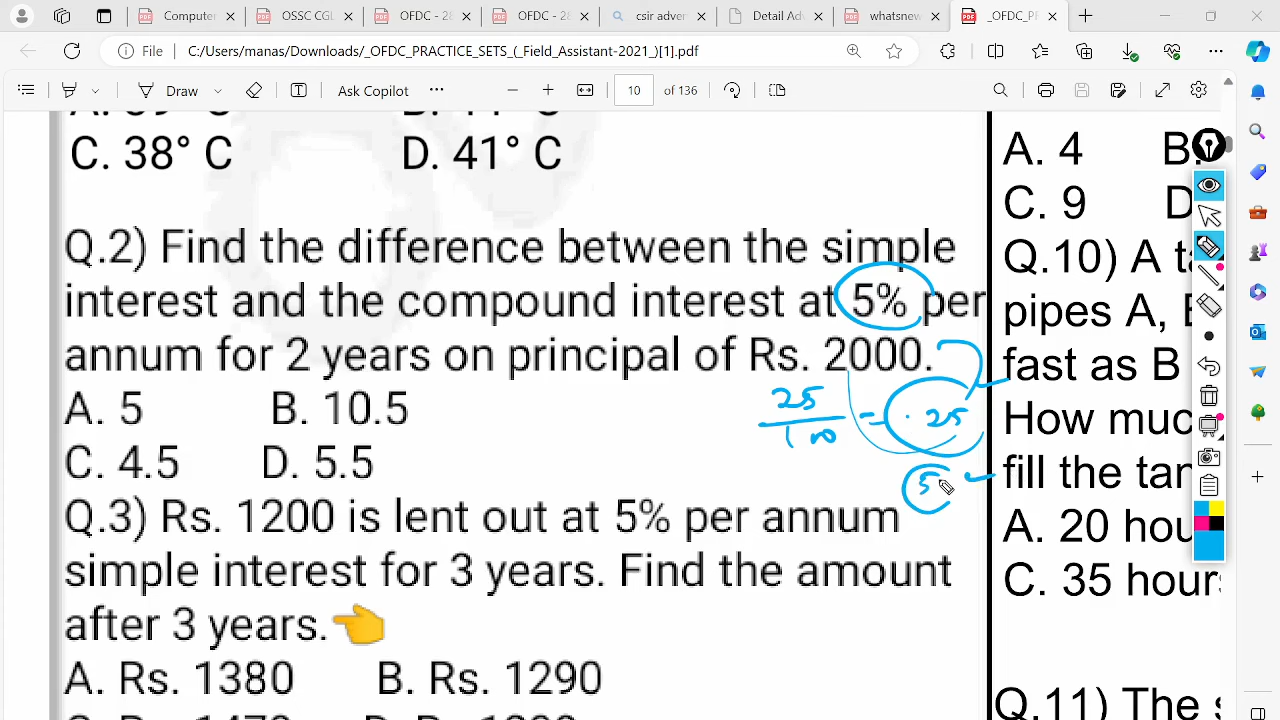 Computer
OSSC CGL
OFDC - 28
OFDC - 28
csir adver
Detail Adv
whatsnew
_OFDC_P
File
C:/Users/manas/Downloads/_OFDC_PRACTICE_SETS_(_Field_Assistant-2021_)[1].pdf
Draw
Ask Copilot
10 of 136
C. 38° C D. 41° C
Q.2) Find the difference between the simple
interest and the compound interest at 5% per
annum for 2 years on principal of Rs. 2000.
A. 5 B. 10.5
C. 4.5 D. 5.5
25
100 = .25
5
Q.3) Rs. 1200 is lent out at 5% per annum
simple interest for 3 years. Find the amount
after 3 years.
A. Rs. 1380 B. Rs. 1290
A. 4 B.
C. 9 D
Q.10) A ta
pipes A, B
fast as B
How muc
fill the tan
A. 20 hou
C. 35 hours
Q.11) The s